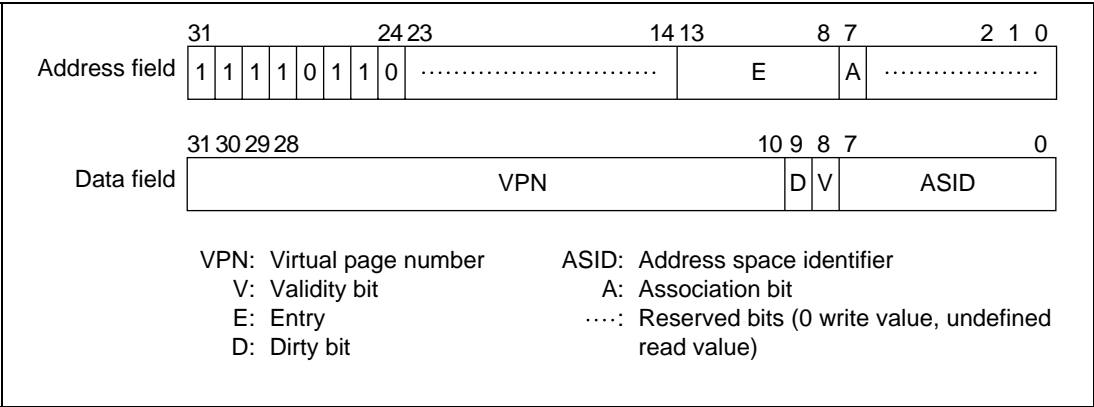 31 24 23 14 13 8 7 2 1 0
Address field 1 1 1 1 0 1 1 0 ····························· E A ···················
31 30 29 28 10 9 8 7 0
Data field VPN D V ASID
VPN: Virtual page number ASID: Address space identifier
V: Validity bit A: Association bit
E: Entry ····: Reserved bits (0 write value, undefined
D: Dirty bit read value)